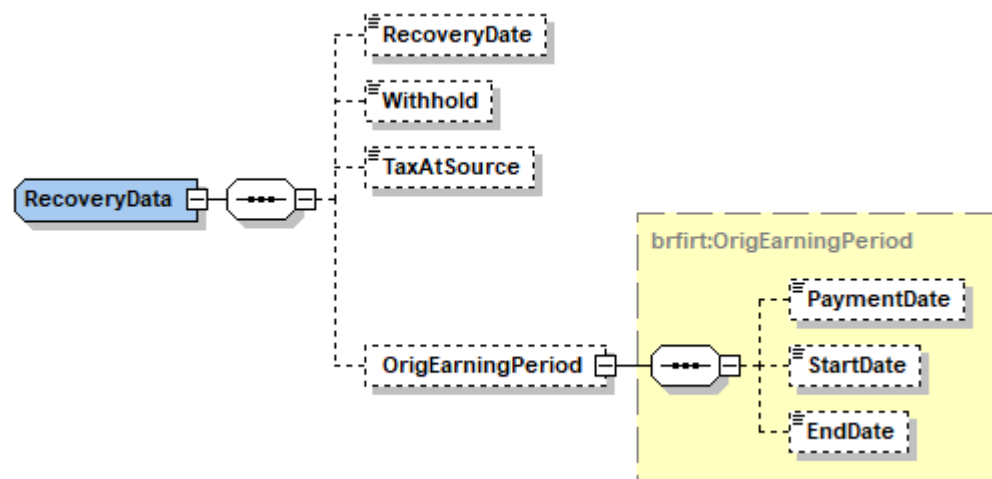 RecoveryDate
Withhold
TaxAtSource
RecoveryData
brfirt:OrigEarningPeriod
PaymentDate
OrigEarningPeriod
StartDate
EndDate